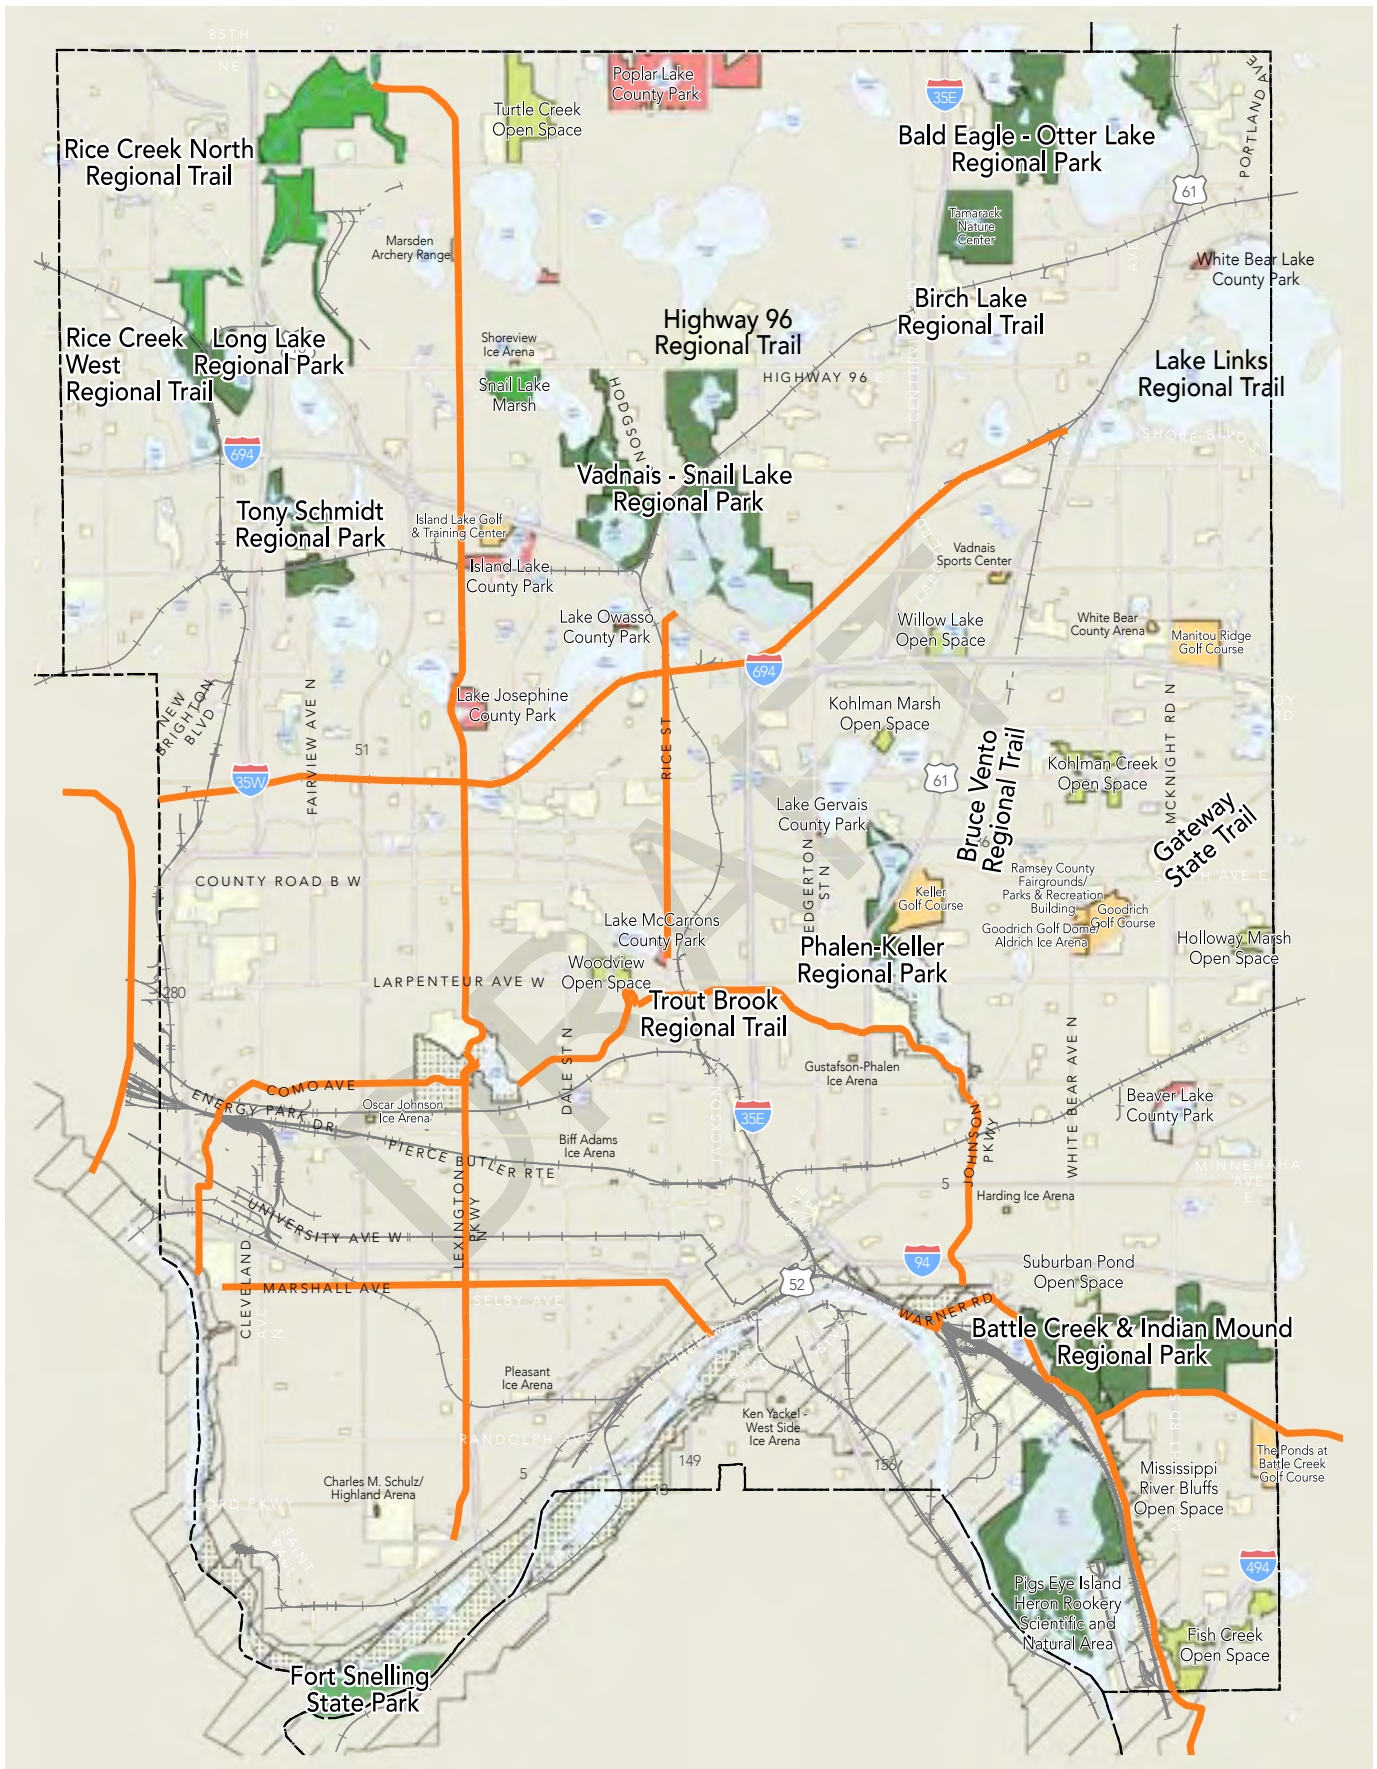 85TH
AVE
NE
Poplar Lake
County Park
Turtle Creek
Open Space
35E
PORTLAND AVE
Rice Creek North
Regional Trail
Bald Eagle - Otter Lake
Regional Park
61
Tamarack
Nature
Center
Marsden
Archery Range
AVE
White Bear Lake
County Park
Birch Lake
Regional Trail
Highway 96
Regional Trail
Rice Creek
West
Regional Trail
Long Lake
Regional Park
Shoreview
Ice Arena
Snail Lake
Marsh
HODGSON
HIGHWAY 96
Lake Links
Regional Trail
SHORE BLVD
694
Vadnais - Snail Lake
Regional Park
Tony Schmidt
Regional Park
Island Lake Golf
& Training Center
Island Lake
County Park
Vadnais
Sports Center
Lake Owasso
County Park
Willow Lake
Open Space
White Bear
County Arena
Manitou Ridge
Golf Course
694
NEW
BRIGHTON
BLVD
FAIRVIEW AVE N
Lake Josephine
County Park
Kohlman Marsh
Open Space
MCKNIGHT RD N
51
RICE ST
35W
61
Bruce Vento
Regional Trail
Kohlman Creek
Open Space
Lake Gervais
County Park
Gateway
State Trail
EDGERTON
ST N
COUNTY ROAD B W
Keller
Golf Course
Ramsey County
Fairgrounds/
Parks & Recreation
Building
Goodrich
Golf Course
Goodrich Golf Dome/
Aldrich Ice Arena
Lake McCarrons
County Park
Holloway Marsh
Open Space
Phalen-Keller
Regional Park
Woodview
Open Space
LARPENTEUR AVE W
280
Trout Brook
Regional Trail
DALE ST N
WHITE BEAR AVE N
Gustafson-Phalen
Ice Arena
COMO AVE
ENERGY PARK DR
Oscar Johnson
Ice Arena
JACKSON
35E
Beaver Lake
County Park
Biff Adams
Ice Arena
PIERCE BUTLER RTE
JOHNSON
PKWY
MINNEHAHA
AVE
E
LEXINGTON
PKWY
N
5
Harding Ice Arena
UNIVERSITY AVE W
CLEVELAND
AVE
N
94
Suburban Pond
Open Space
52
MARSHALL AVE
SELBY AVE
WARNER RD
Battle Creek & Indian Mound
Regional Park
Pleasant
Ice Arena
Ken Yackel -
West Side
Ice Arena
RANDOLPH AVE
The Ponds at
Battle Creek
Golf Course
149
156
5
13
Mississippi
River Bluffs
Open Space
Charles M. Schulz/
Highland Arena
FORD PKWY
SAINT
PAUL
494
Pigs Eye Island
Heron Rookery
Scientific and
Natural Area
Fish Creek
Open Space
Fort Snelling
State Park
DRAFT